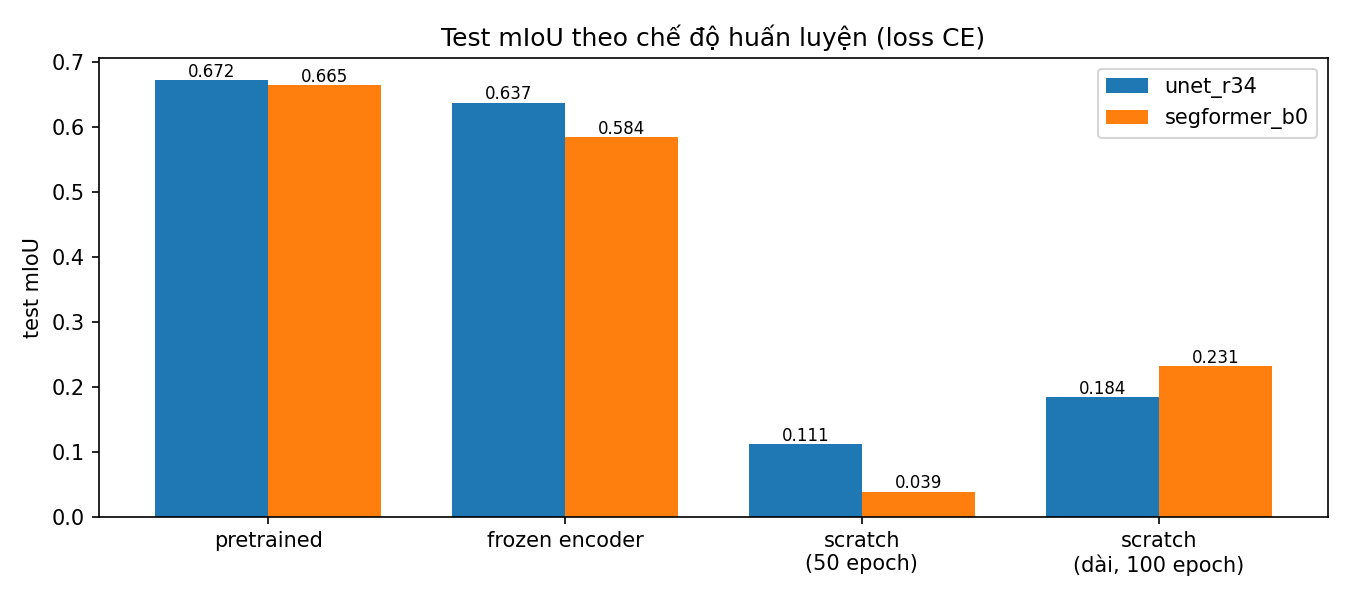 Test mIoU theo chế độ huấn luyện (loss CE)
test mIoU
0.7
0.6
0.5
0.4
0.3
0.2
0.1
0.0
0.672
0.665
0.637
0.584
0.111
0.039
0.184
0.231
unet_r34
segformer_b0
pretrained
frozen encoder
scratch
(50 epoch)
scratch
(dài, 100 epoch)